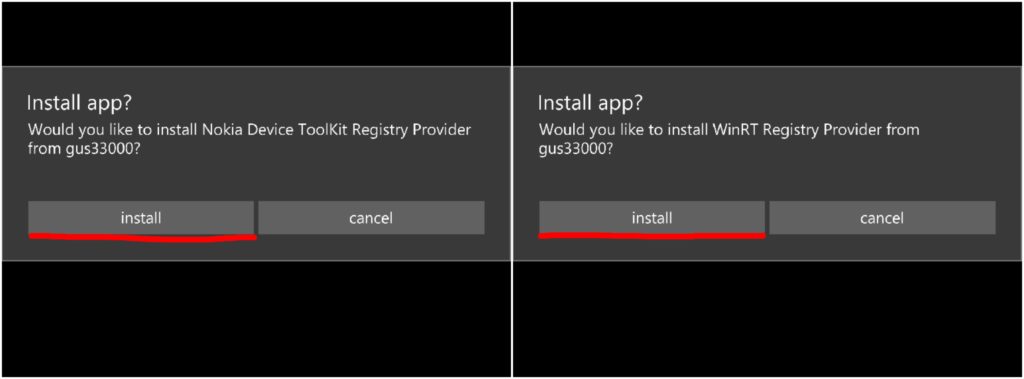 Install app?
Would you like to install Nokia Device ToolKit Registry Provider
from gus33000?
install
cancel
Install app?
Would you like to install WinRT Registry Provider from
gus33000?
install
cancel